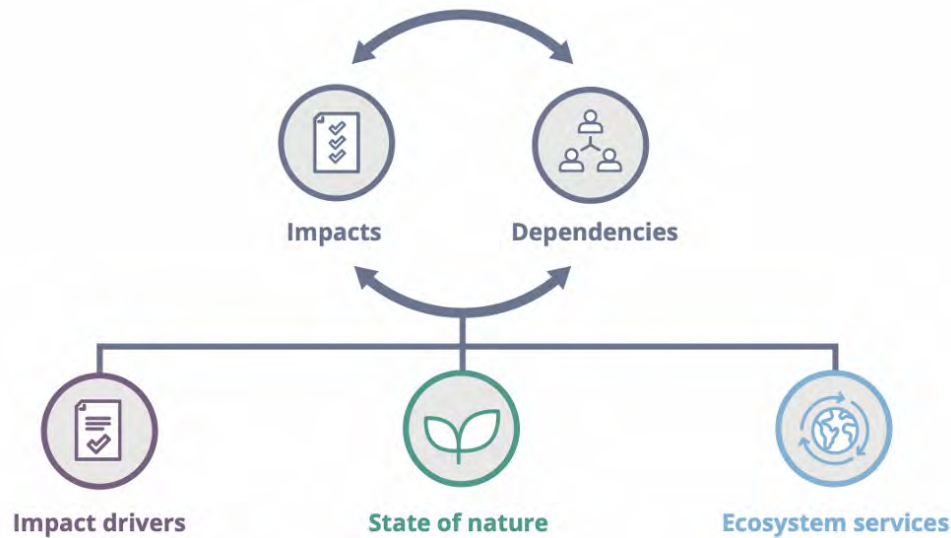 Impacts
Dependencies
Impact drivers
State of nature
Ecosystem services